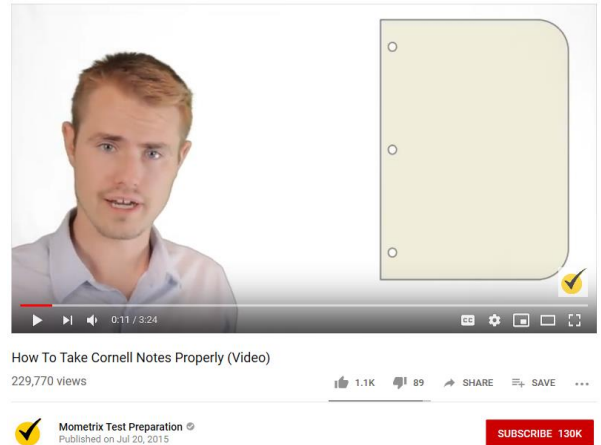 0:11 / 3:24
CC
How To Take Cornell Notes Properly (Video)
229,770 views
1.1K 89 SHARE SAVE
Mometrix Test Preparation
Published on Jul 20, 2015
SUBSCRIBE 130K